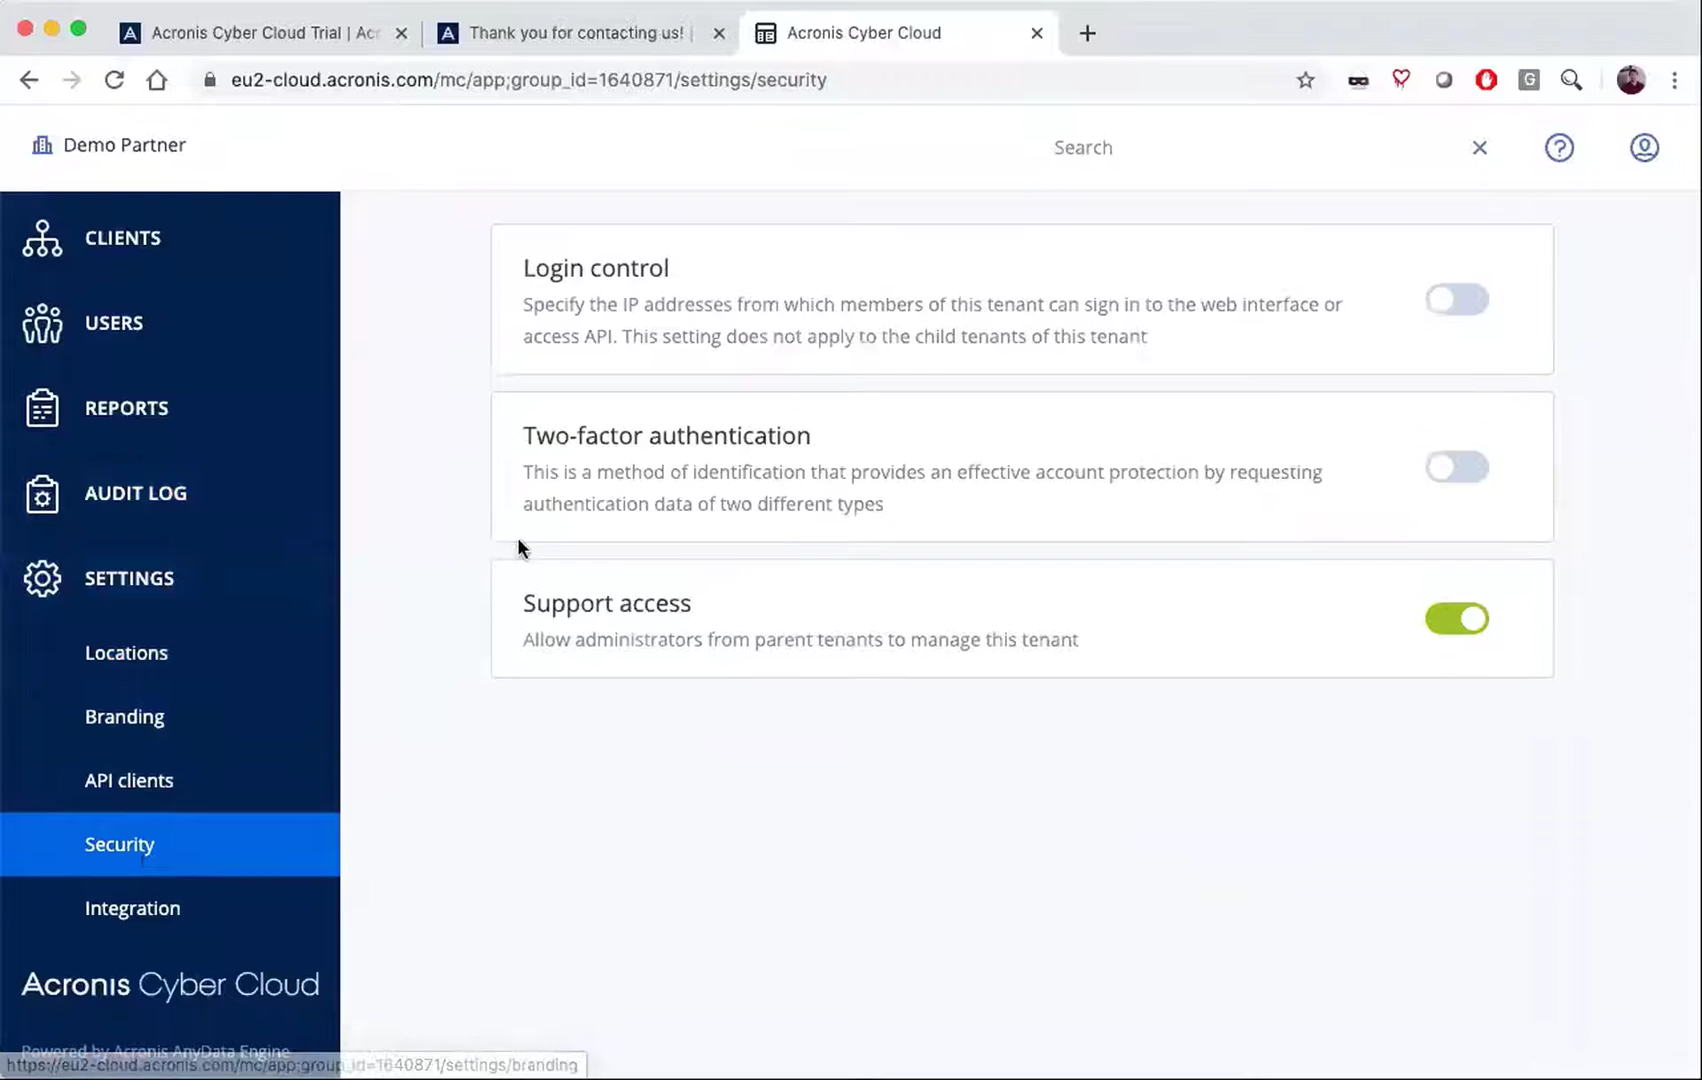 Acronis Cyber Cloud Trial | Acr
Thank you for contacting us! |
Acronis Cyber Cloud
eu2-cloud.acronis.com/mc/app;group_id=1640871/settings/security
Demo Partner
Search
CLIENTS
USERS
REPORTS
AUDIT LOG
SETTINGS
Locations
Branding
API clients
Security
Integration
Acronis Cyber Cloud
Powered by Acronis AnyData Engine
https://eu2-cloud.acronis.com/mc/app;group_id=1640871/settings/branding
Login control
Specify the IP addresses from which members of this tenant can sign in to the web interface or
access API. This setting does not apply to the child tenants of this tenant
Two-factor authentication
This is a method of identification that provides an effective account protection by requesting
authentication data of two different types
Support access
Allow administrators from parent tenants to manage this tenant